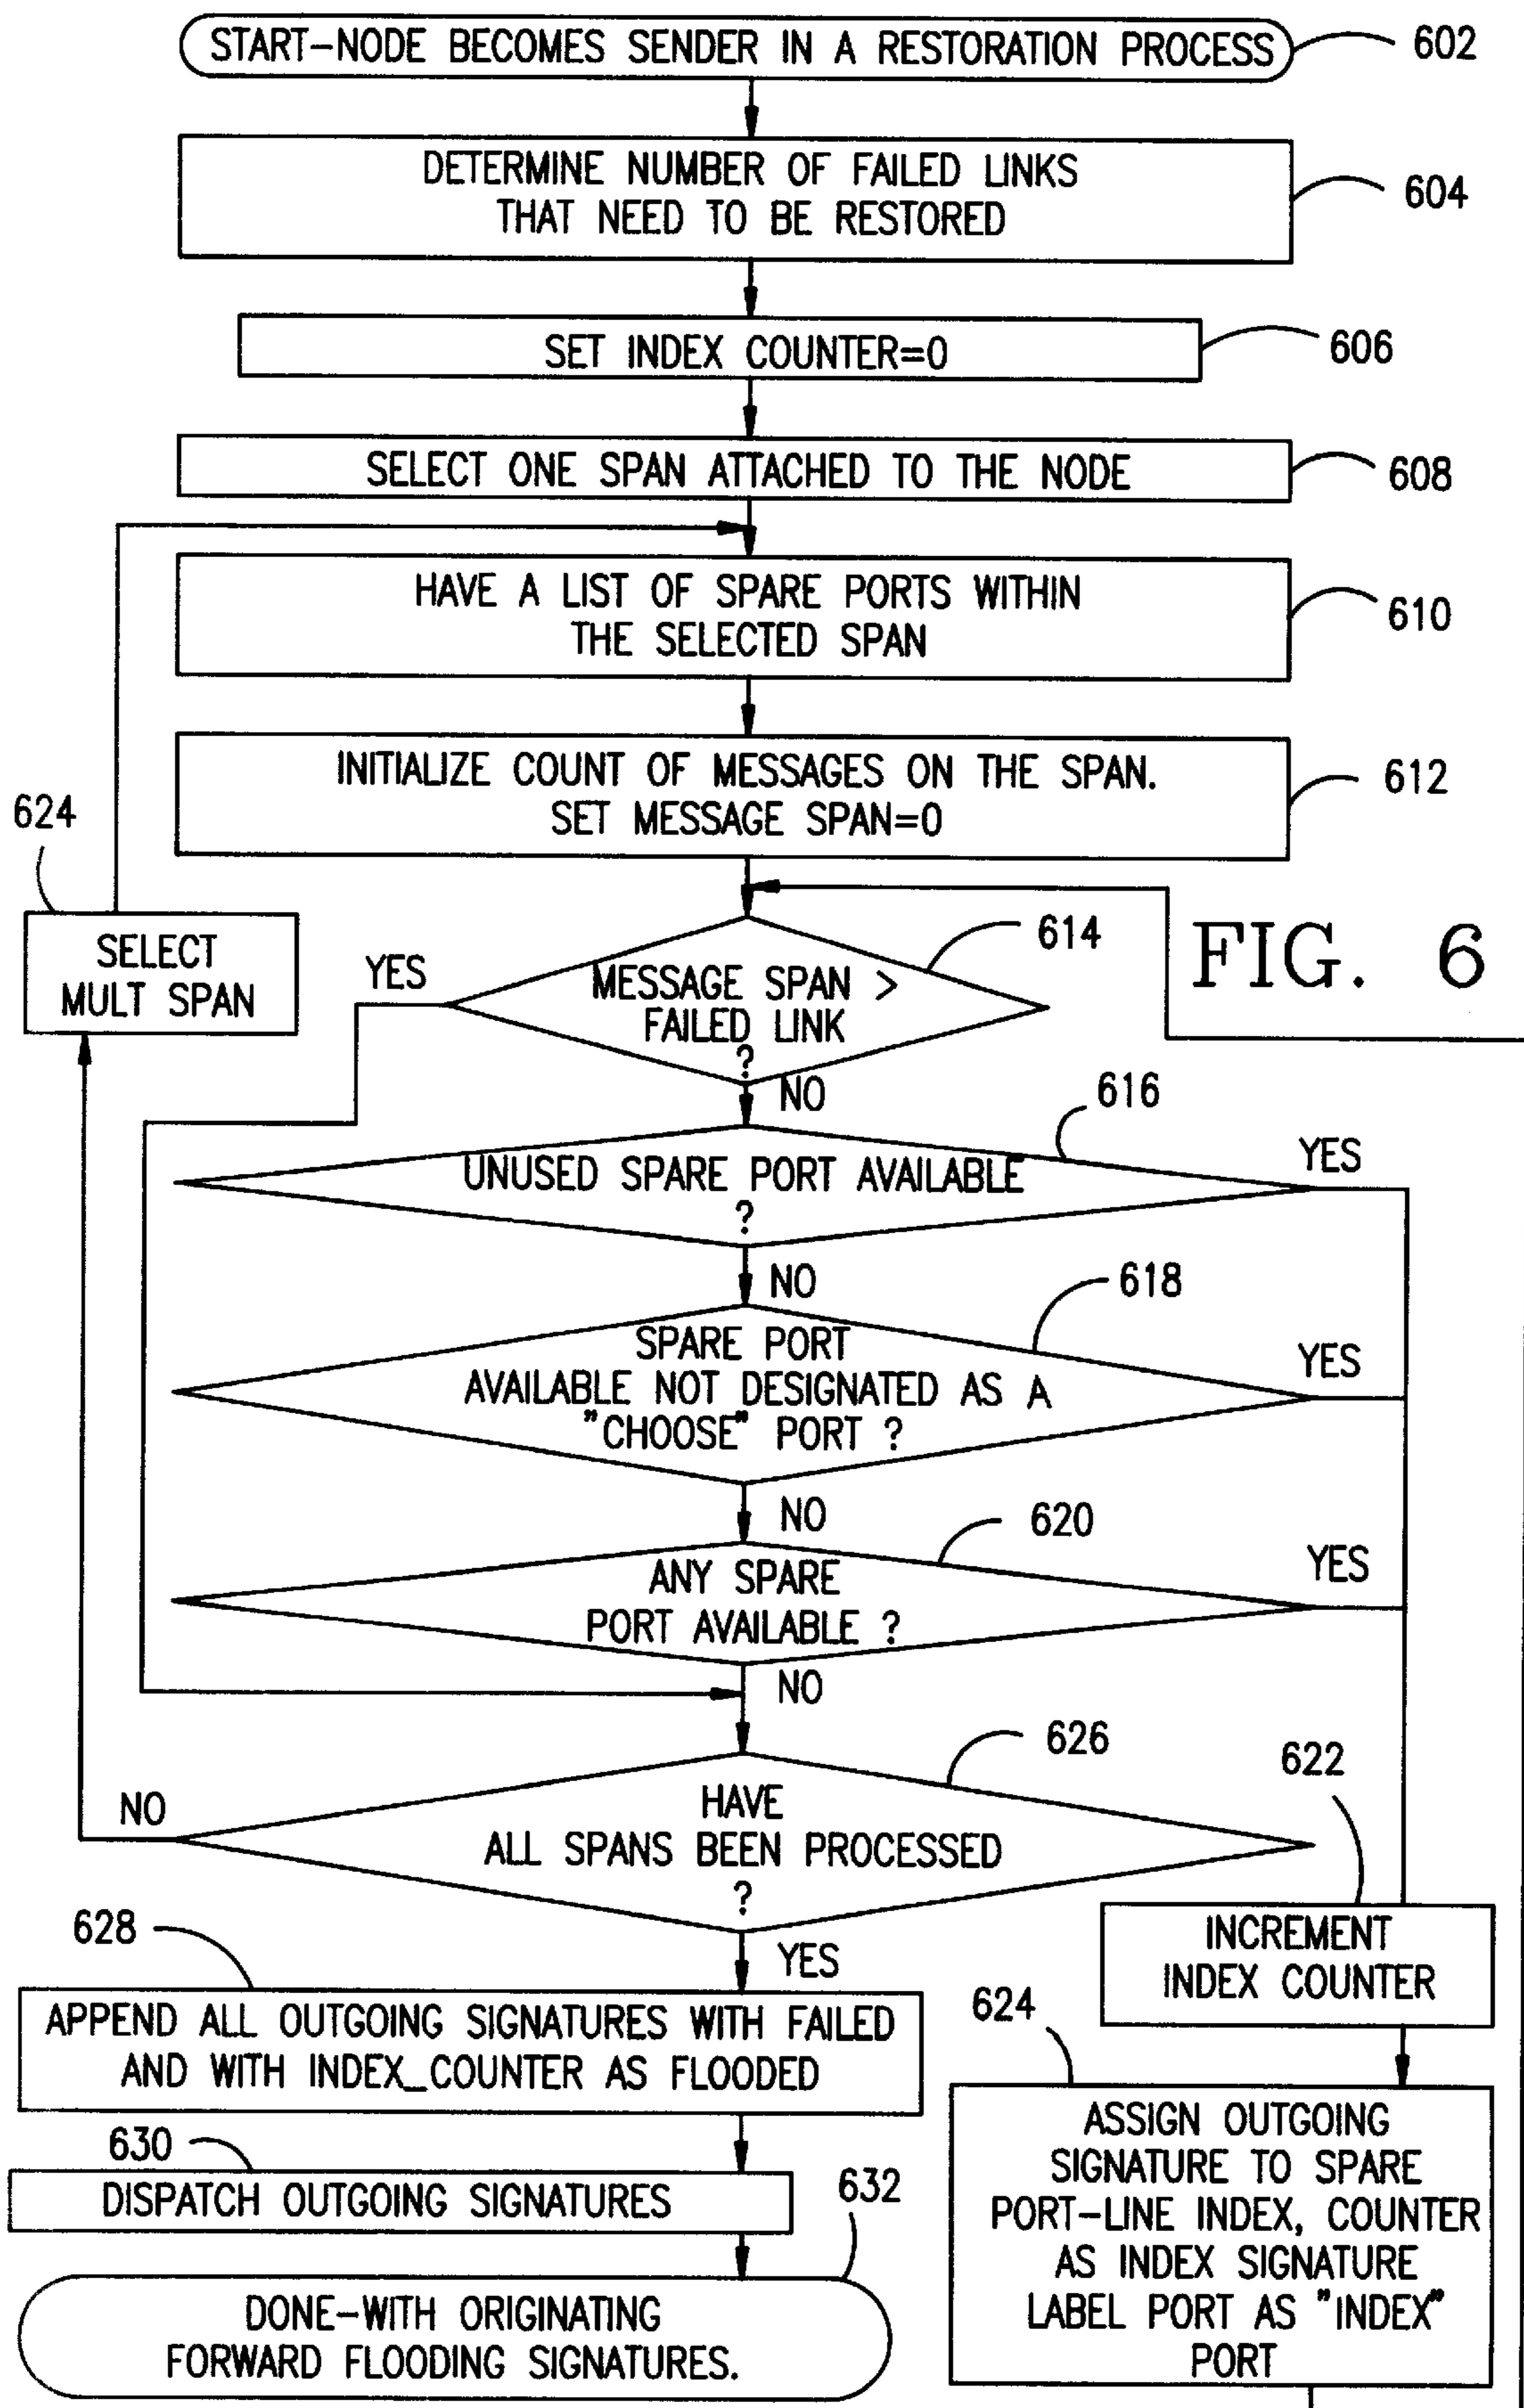 START-NODE BECOMES SENDER IN A RESTORATION PROCESS
602
DETERMINE NUMBER OF FAILED LINKS
THAT NEED TO BE RESTORED
604
SET INDEX COUNTER=0
606
SELECT ONE SPAN ATTACHED TO THE NODE
608
HAVE A LIST OF SPARE PORTS WITHIN
THE SELECTED SPAN
610
INITIALIZE COUNT OF MESSAGES ON THE SPAN.
SET MESSAGE SPAN=0
612
624
SELECT
MULT SPAN
YES
MESSAGE SPAN >
FAILED LINK
?
614
FIG. 6
NO
616
UNUSED SPARE PORT AVAILABLE
?
YES
NO
618
SPARE PORT
AVAILABLE NOT DESIGNATED AS A
"CHOOSE" PORT ?
YES
NO
620
ANY SPARE
PORT AVAILABLE ?
YES
NO
626
622
HAVE
ALL SPANS BEEN PROCESSED
?
NO
628
YES
INCREMENT
INDEX COUNTER
APPEND ALL OUTGOING SIGNATURES WITH FAILED
AND WITH INDEX_COUNTER AS FLOODED
624
ASSIGN OUTGOING
SIGNATURE TO SPARE
PORT-LINE INDEX, COUNTER
AS INDEX SIGNATURE
LABEL PORT AS "INDEX"
PORT
630
DISPATCH OUTGOING SIGNATURES
632
DONE-WITH ORIGINATING
FORWARD FLOODING SIGNATURES.